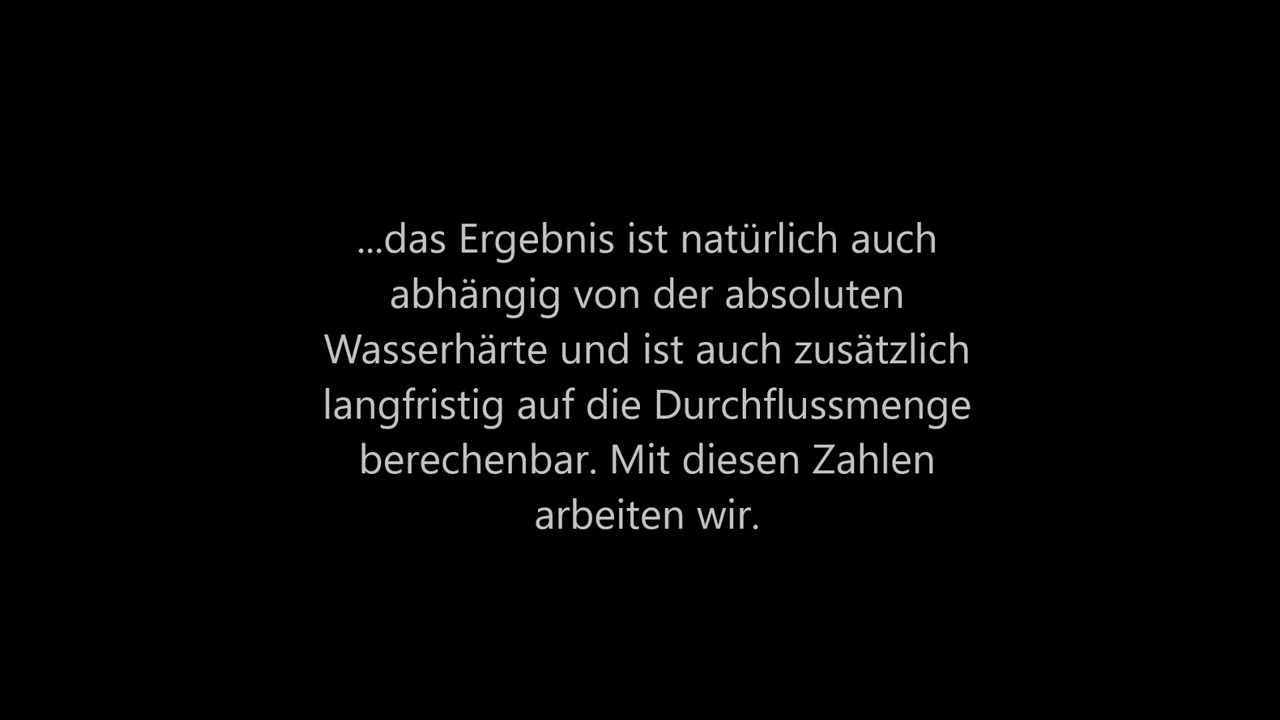 ...das Ergebnis ist natürlich auch
abhängig von der absoluten
Wasserhärte und ist auch zusätzlich
langfristig auf die Durchflussmenge
berechenbar. Mit diesen Zahlen
arbeiten wir.